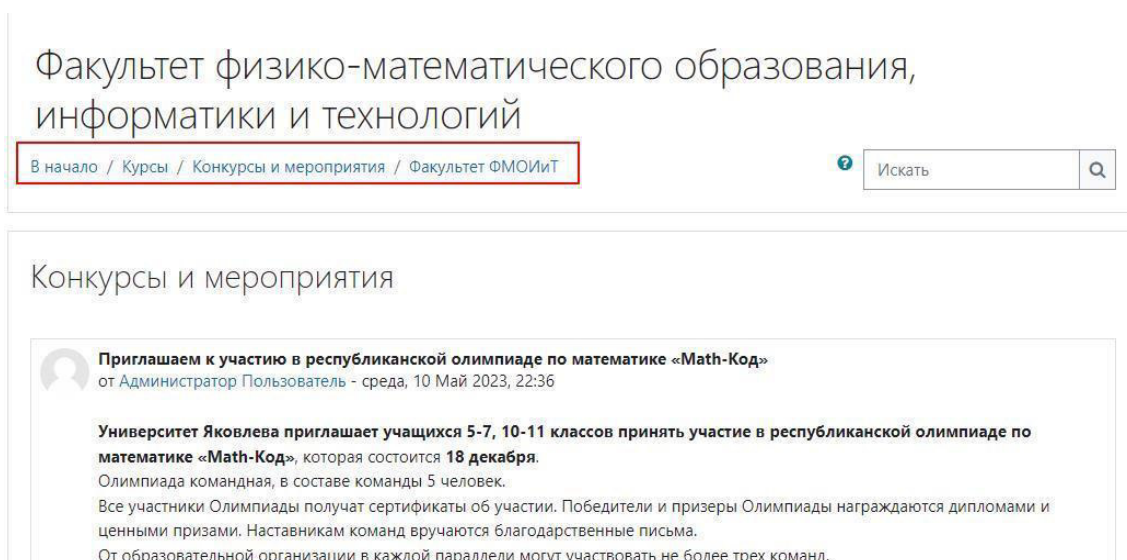 Факультет физико-математического образования,
информатики и технологий
В начало / Курсы / Конкурсы и мероприятия / Факультет ФМОИиТ
Искать
Конкурсы и мероприятия
Приглашаем к участию в республиканской олимпиаде по математике «Math-Код»
от Администратор Пользователь - среда, 10 Май 2023, 22:36
Университет Яковлева приглашает учащихся 5-7, 10-11 классов принять участие в республиканской олимпиаде по
математике «Math-Код», которая состоится 18 декабря.
Олимпиада командная, в составе команды 5 человек.
Все участники Олимпиады получат сертификаты об участии. Победители и призеры Олимпиады награждаются дипломами и
ценными призами. Наставникам команд вручаются благодарственные письма.
От образовательной организации в каждой параллели могут участвовать не более трех команд.